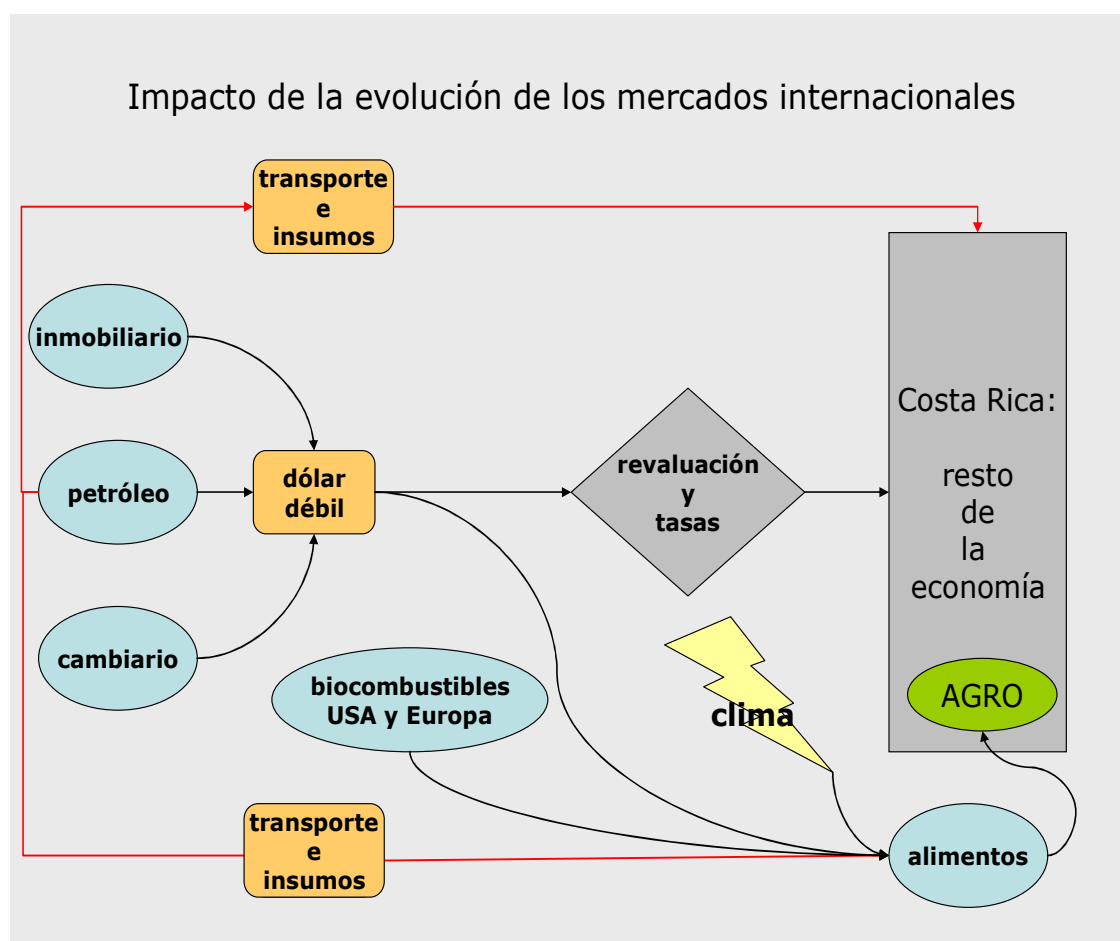 Impacto de la evolución de los mercados internacionales
transporte
e
insumos
inmobiliario
petróleo
cambiario
dólar
débil
revaluación
y
tasas
Costa Rica:
resto
de
la
economía
biocombustibles
USA y Europa
clima
AGRO
transporte
e
insumos
alimentos